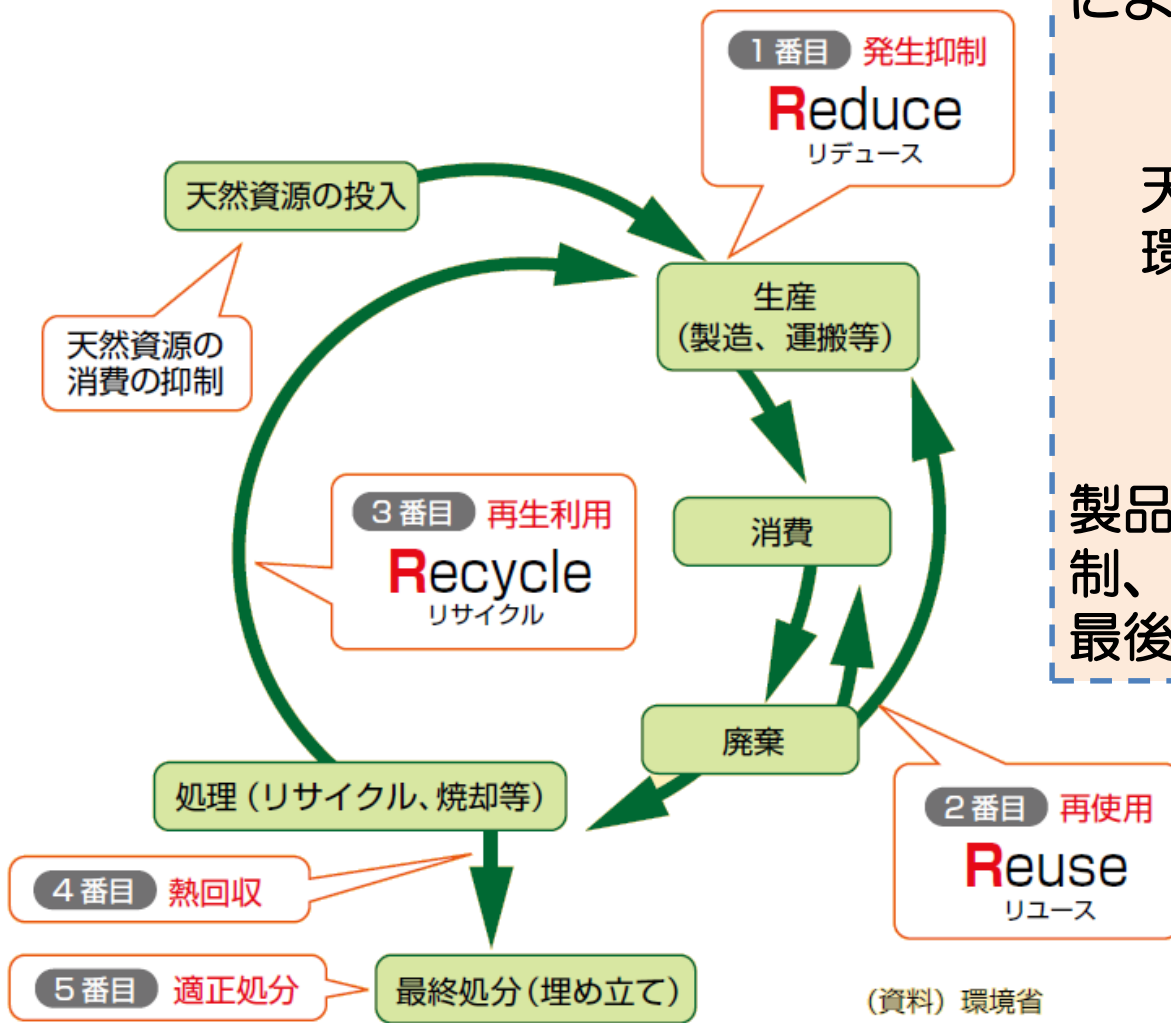 1番目 発生抑制
Reduce
リデュース
天然資源の投入
生産
(製造、運搬等)
天然資源の
消費の抑制
3番目 再生利用
Recycle
リサイクル
消費
廃棄
処理(リサイクル、焼却等)
2番目 再使用
Reuse
リユース
4番目 熱回収
5番目 適正処分
最終処分(埋め立て)
(資料)環境省
によ
天
環
製品
制、
最後